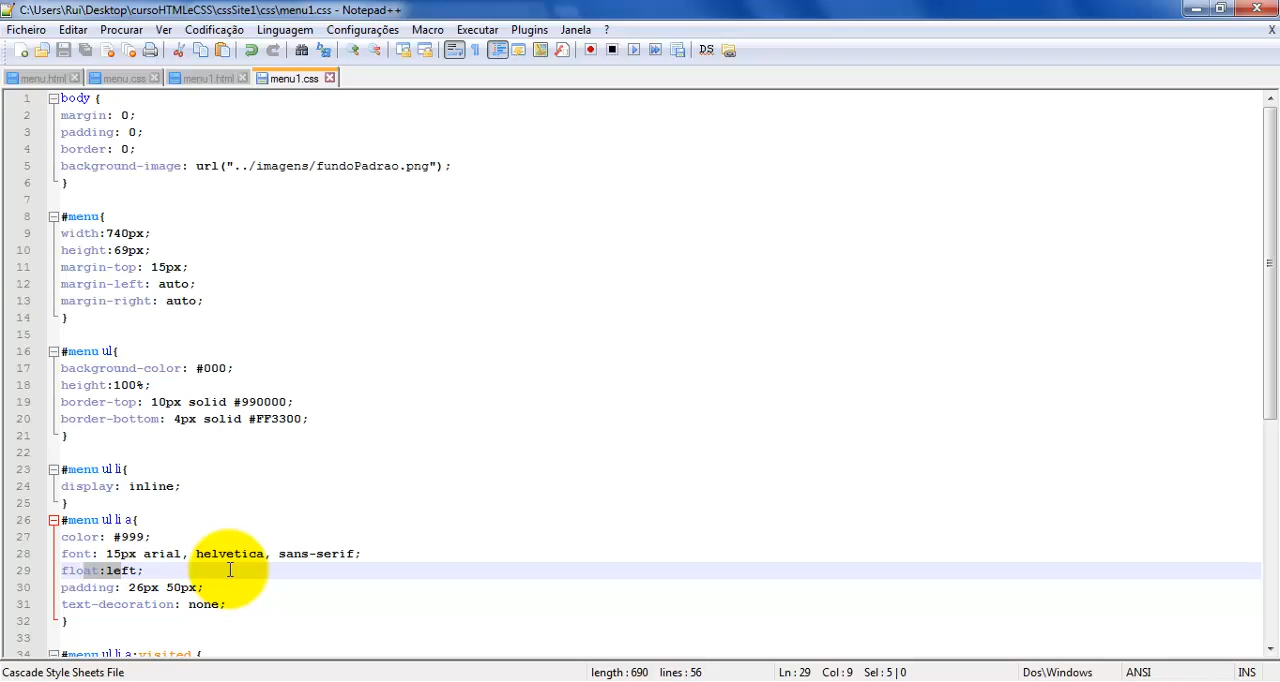 C:\Users\Rui\Desktop\cursoHTMLeCSS\cssSite1\css\menu1.css - Notepad++
Ficheiro Editar Procurar Ver Codificação Linguagem Configurações Macro Executar Plugins Janela ? X
menu.html menu.css menu1.html menu1.css
1 body {
2 margin: 0;
3 padding: 0;
4 border: 0;
5 background-image: url("../imagens/fundoPadrao.png");
6 }
7
8 #menu{
9 width:740px;
10 height:69px;
11 margin-top: 15px;
12 margin-left: auto;
13 margin-right: auto;
14 }
15
16 #menu ul{
17 background-color: #000;
18 height:100%;
19 border-top: 10px solid #990000;
20 border-bottom: 4px solid #FF3300;
21 }
22
23 #menu ul li{
24 display: inline;
25 }
26 #menu ul li a{
27 color: #999;
28 font: 15px arial, helvetica, sans-serif;
29 float:left;
30 padding: 26px 50px;
31 text-decoration: none;
32 }
33
34 #menu ul li a:visited {
Cascade Style Sheets File length : 690 lines : 56 Ln : 29 Col : 9 Sel : 5 | 0 Dos\Windows ANSI INS